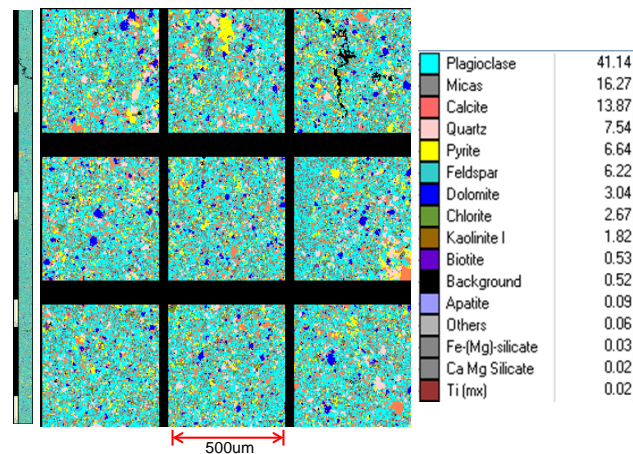 Plagioclase 41.14
Micas 16.27
Calcite 13.87
Quartz 7.54
Pyrite 6.64
Feldspar 6.22
Dolomite 3.04
Chlorite 2.67
Kaolinite I 1.82
Biotite 0.53
Background 0.52
Apatite 0.09
Others 0.06
Fe-(Mg)-silicate 0.03
Ca Mg Silicate 0.02
Ti (mx) 0.02
500um